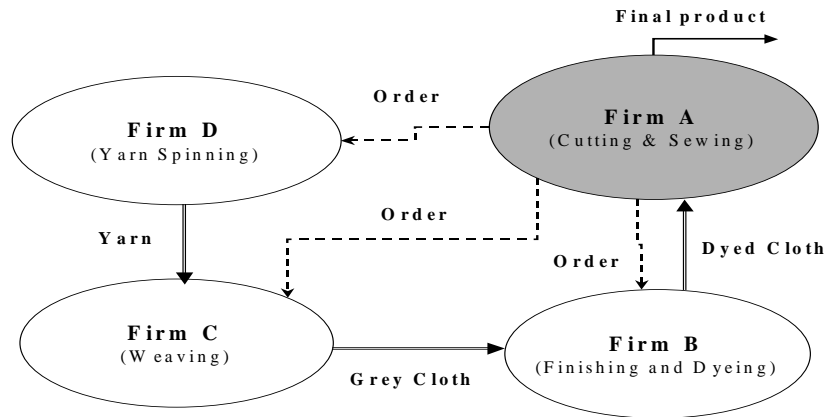 Final product
Order
Firm D
(Yarn Spinning)
Firm A
(Cutting & Sewing)
Order
Yarn
Order
Dyed Cloth
Firm C
(Weaving)
Firm B
(Finishing and Dyeing)
Grey Cloth